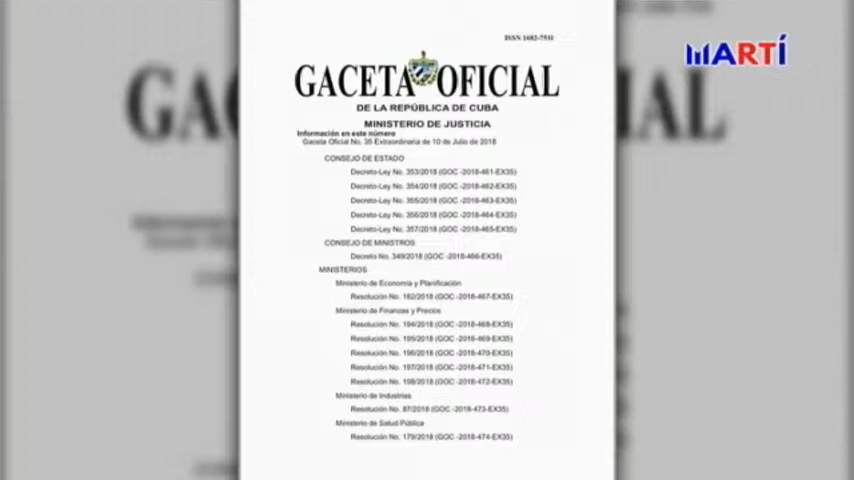 ISSN 1682-7511
MARTÍ
GACETA OFICIAL
DE LA REPÚBLICA DE CUBA
MINISTERIO DE JUSTICIA
Información en este número
Gaceta Oficial No. 35 Extraordinaria de 10 de Julio de 2018
CONSEJO DE ESTADO
Decreto-Ley No. 353/2018 (GOC -2018-461-EX35)
Decreto-Ley No. 354/2018 (GOC -2018-462-EX35)
Decreto-Ley No. 355/2018 (GOC -2018-463-EX35)
Decreto-Ley No. 356/2018 (GOC -2018-464-EX35)
Decreto-Ley No. 357/2018 (GOC -2018-465-EX35)
CONSEJO DE MINISTROS
Decreto No. 349/2018 (GOC -2018-466-EX35)
MINISTERIOS
Ministerio de Economía y Planificación
Resolución No. 182/2018 (GOC -2018-467-EX35)
Ministerio de Finanzas y Precios
Resolución No. 194/2018 (GOC -2018-468-EX35)
Resolución No. 195/2018 (GOC -2018-469-EX35)
Resolución No. 196/2018 (GOC -2018-470-EX35)
Resolución No. 197/2018 (GOC -2018-471-EX35)
Resolución No. 198/2018 (GOC -2018-472-EX35)
Ministerio de Industrias
Resolución No. 87/2018 (GOC -2018-473-EX35)
Ministerio de Salud Pública
Resolución No. 179/2018 (GOC -2018-474-EX35)